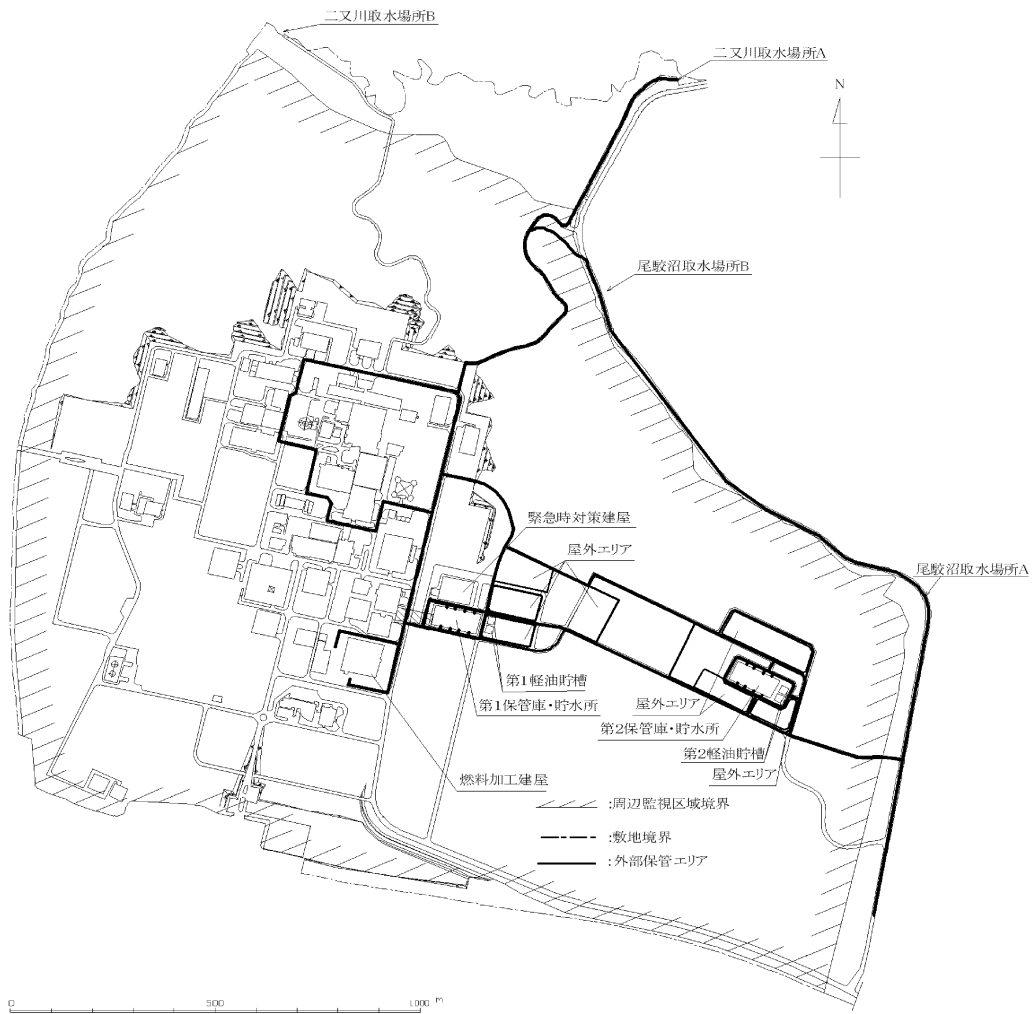 二又川取水場所B
二又川取水場所A
N
尾駮沼取水場所B
緊急時対策建屋
屋外エリア
尾駮沼取水場所A
第1軽油貯槽
第1保管庫・貯水所
屋外エリア
第2保管庫・貯水所
第2軽油貯槽
屋外エリア
燃料加工建屋
:周辺監視区域境界
:敷地境界
:外部保管エリア
0 500 1000 m